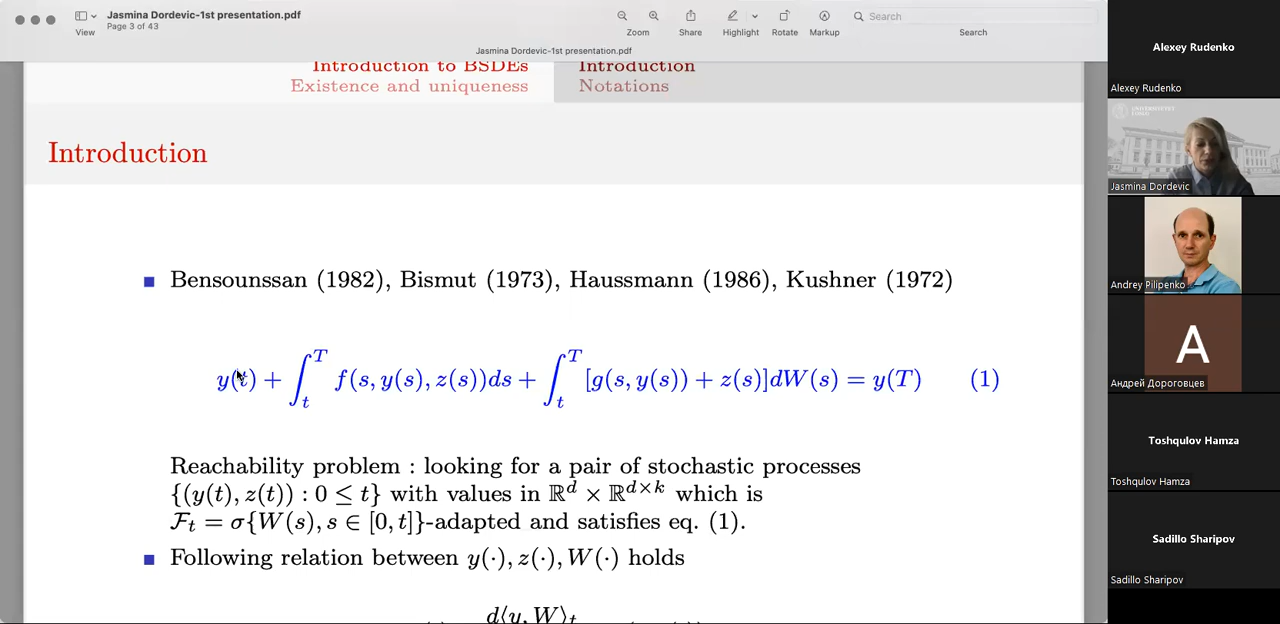 Jasmina Dordevic-1st presentation.pdf
Page 3 of 43
View
Zoom
Share
Highlight
Rotate
Markup
Search
Search
Jasmina Dordevic-1st presentation.pdf
Introduction to BSDEs
Existence and uniqueness
Introduction
Notations
Introduction
Bensounssan (1982), Bismut (1973), Haussmann (1986), Kushner (1972)
y(t) + ∫_t^T f(s, y(s), z(s))ds + ∫_t^T [g(s, y(s)) + z(s)]dW(s) = y(T) (1)
Reachability problem : looking for a pair of stochastic processes
{(y(t), z(t)) : 0 ≤ t} with values in ℝ^d × ℝ^{d×k} which is
ℱ_t = σ{W(s), s ∈ [0, t]}-adapted and satisfies eq. (1).
Following relation between y(·), z(·), W(·) holds
d⟨y, W⟩_t
Alexey Rudenko
Alexey Rudenko
Jasmina Dordevic
Andrey Pilipenko
А
Андрей Дороговцев
Toshqulov Hamza
Toshqulov Hamza
Sadillo Sharipov
Sadillo Sharipov